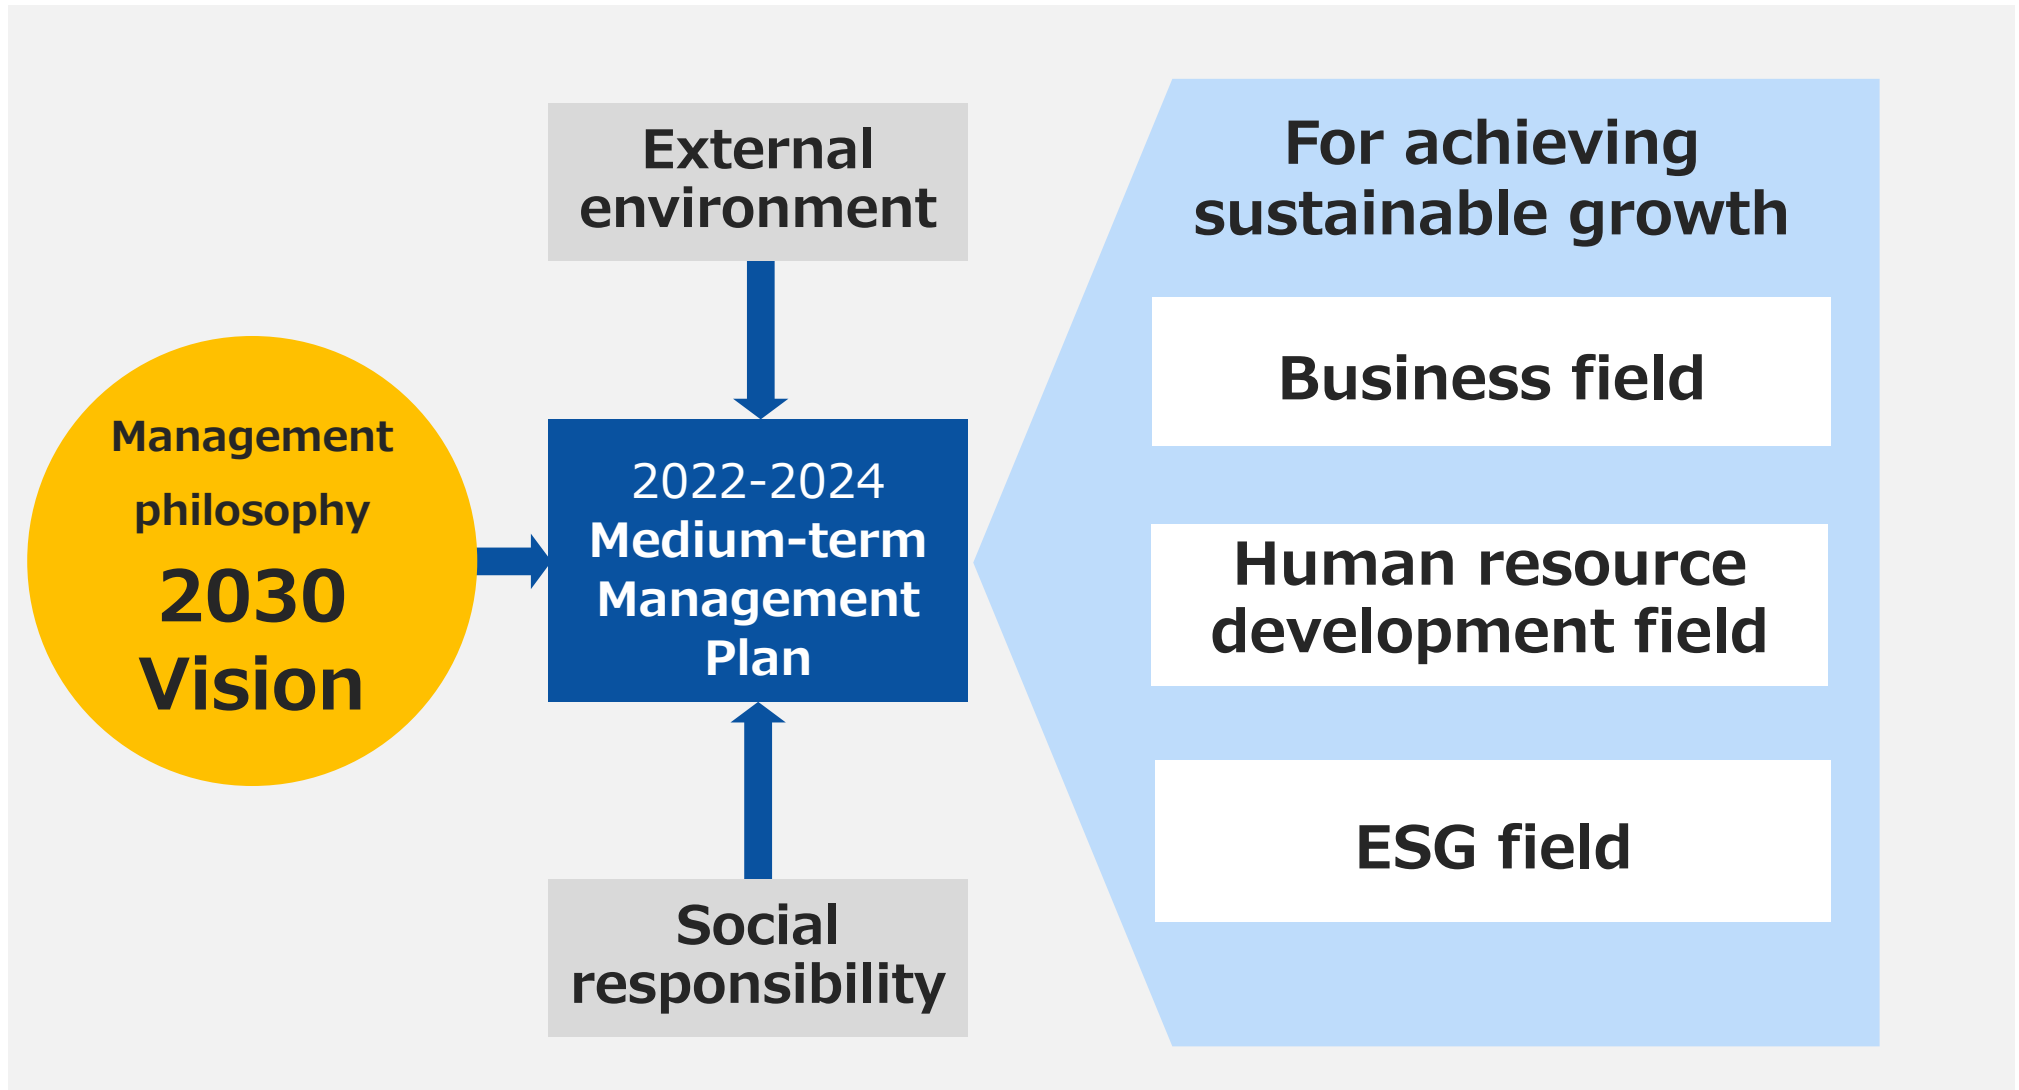 External
environment
Management
philosophy
2030
Vision
2022-2024
Medium-term
Management
Plan
Social
responsibility
For achieving
sustainable growth
Business field
Human resource
development field
ESG field